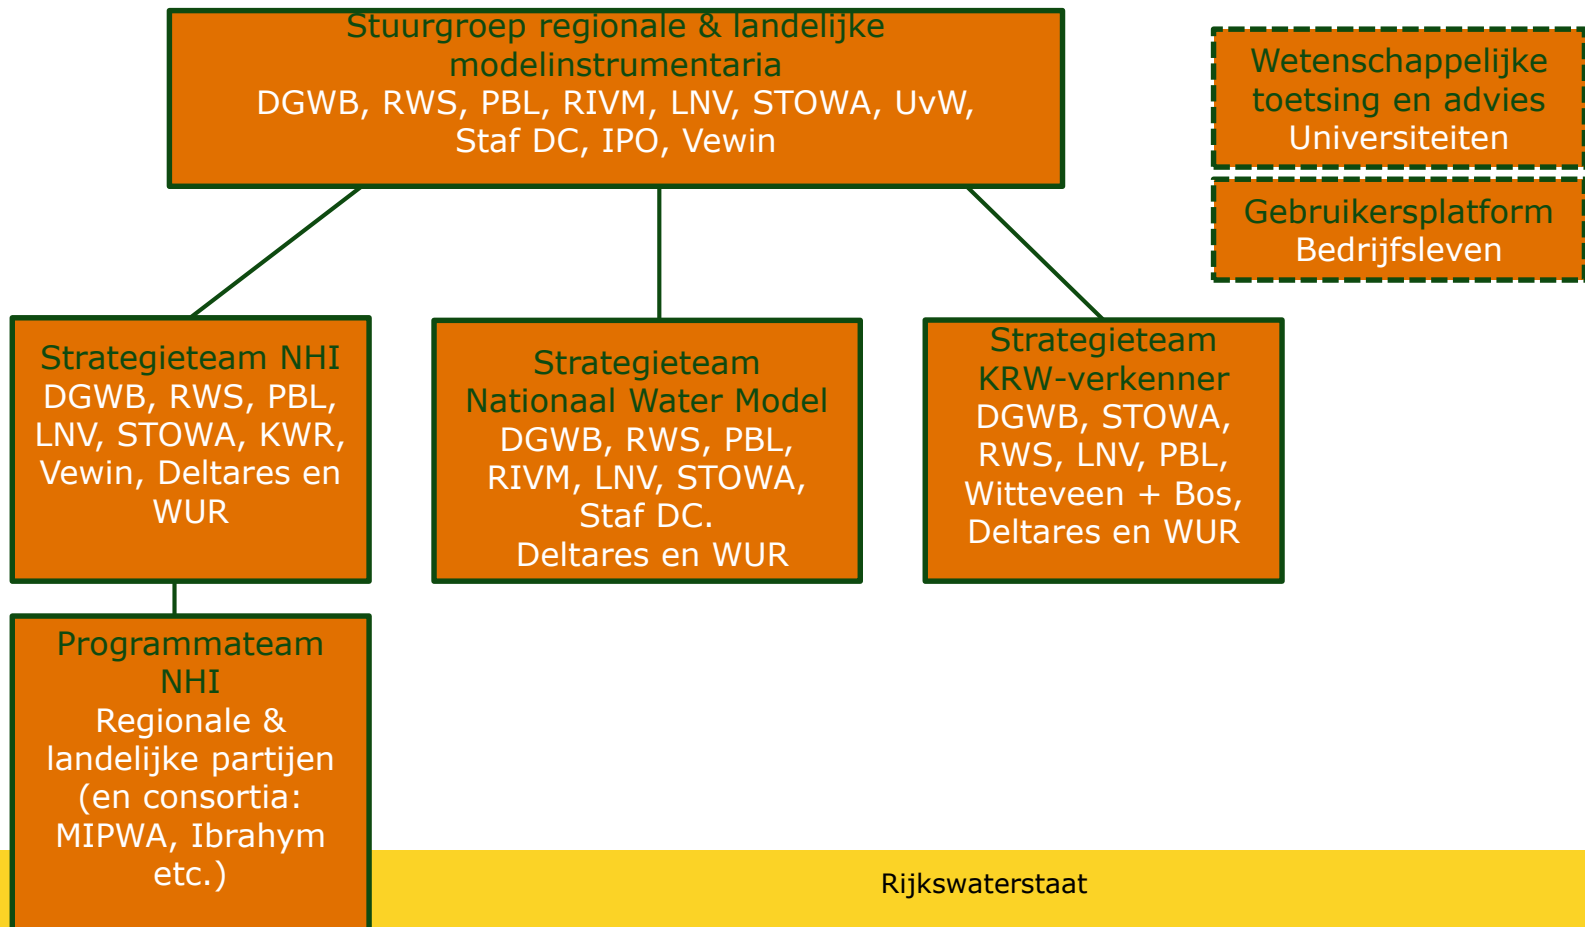 Stuurgroep regionale & landelijke
modelinstrumentaria
DGWB, RWS, PBL, RIVM, LNV, STOWA, UvW,
Staf DC, IPO, Vewin
Wetenschappelijke
toetsing en advies
Universiteiten
Gebruikersplatform
Bedrijfsleven
Strategieteam NHI
DGWB, RWS, PBL,
LNV, STOWA, KWR,
Vewin, Deltares en
WUR
Strategieteam
Nationaal Water Model
DGWB, RWS, PBL,
RIVM, LNV, STOWA,
Staf DC.
Deltares en WUR
Strategieteam
KRW-verkenner
DGWB, STOWA,
RWS, LNV, PBL,
Witteveen + Bos,
Deltares en WUR
Programmateam
NHI
Regionale &
landelijke partijen
(en consortia:
MIPWA, Ibrahym
etc.)
Rijkswaterstaat